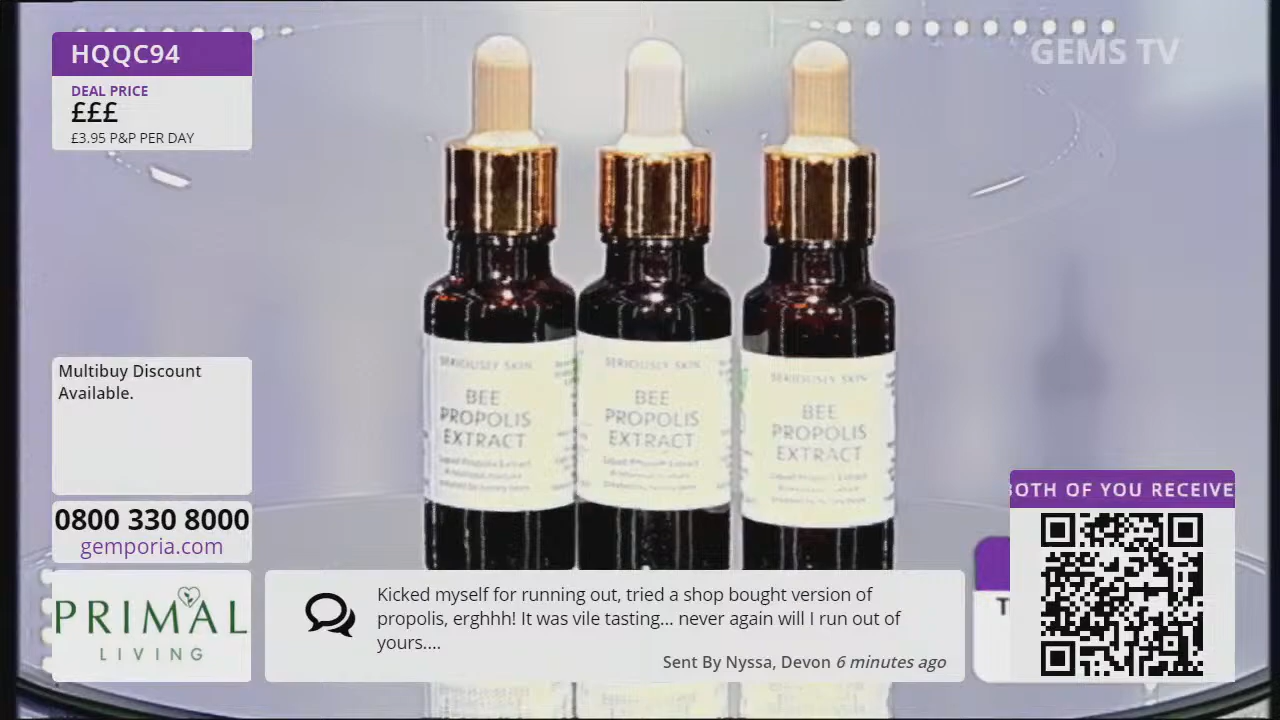 HQQC94
DEAL PRICE
£££
£3.95 P&P PER DAY
GEMS TV
SERIOUSLY SKIN
BEE
PROPOLIS
EXTRACT
SERIOUSLY SKIN
BEE
PROPOLIS
EXTRACT
SERIOUSLY SKIN
BEE
PROPOLIS
EXTRACT
Multibuy Discount
Available.
0800 330 8000
gemporia.com
PRIMAL
LIVING
Kicked myself for running out, tried a shop bought version of
propolis, erghhh! It was vile tasting... never again will I run out of
yours....
Sent By Nyssa, Devon 6 minutes ago
OTH OF YOU RECEIVE
T